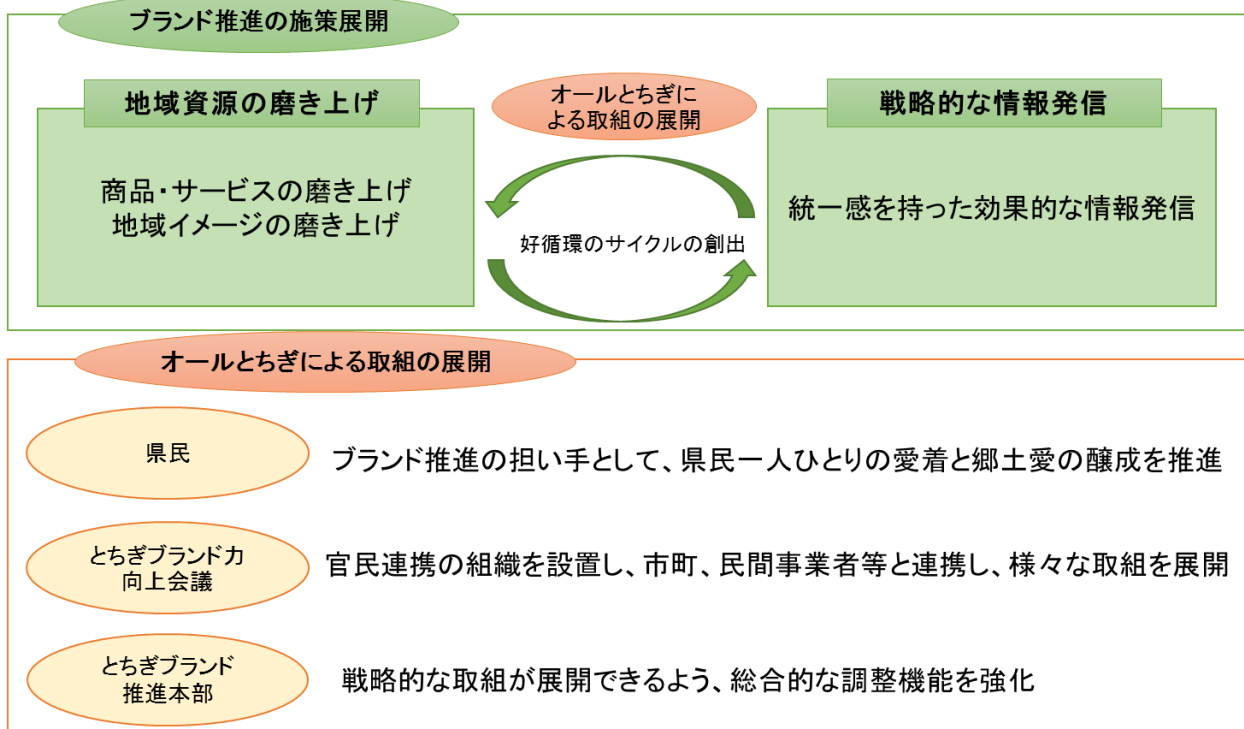 ブランド推進の施策展開
地域資源の磨き上げ
商品・サービスの磨き上げ
地域イメージの磨き上げ
オールとちぎに
よる取組の展開
好循環のサイクルの創出
戦略的な情報発信
統一感を持った効果的な情報発信
オールとちぎによる取組の展開
県民
ブランド推進の担い手として、県民一人ひとりの愛着と郷土愛の醸成を推進
とちぎブランド力
向上会議
官民連携の組織を設置し、市町、民間事業者等と連携し、様々な取組を展開
とちぎブランド
推進本部
戦略的な取組が展開できるよう、総合的な調整機能を強化